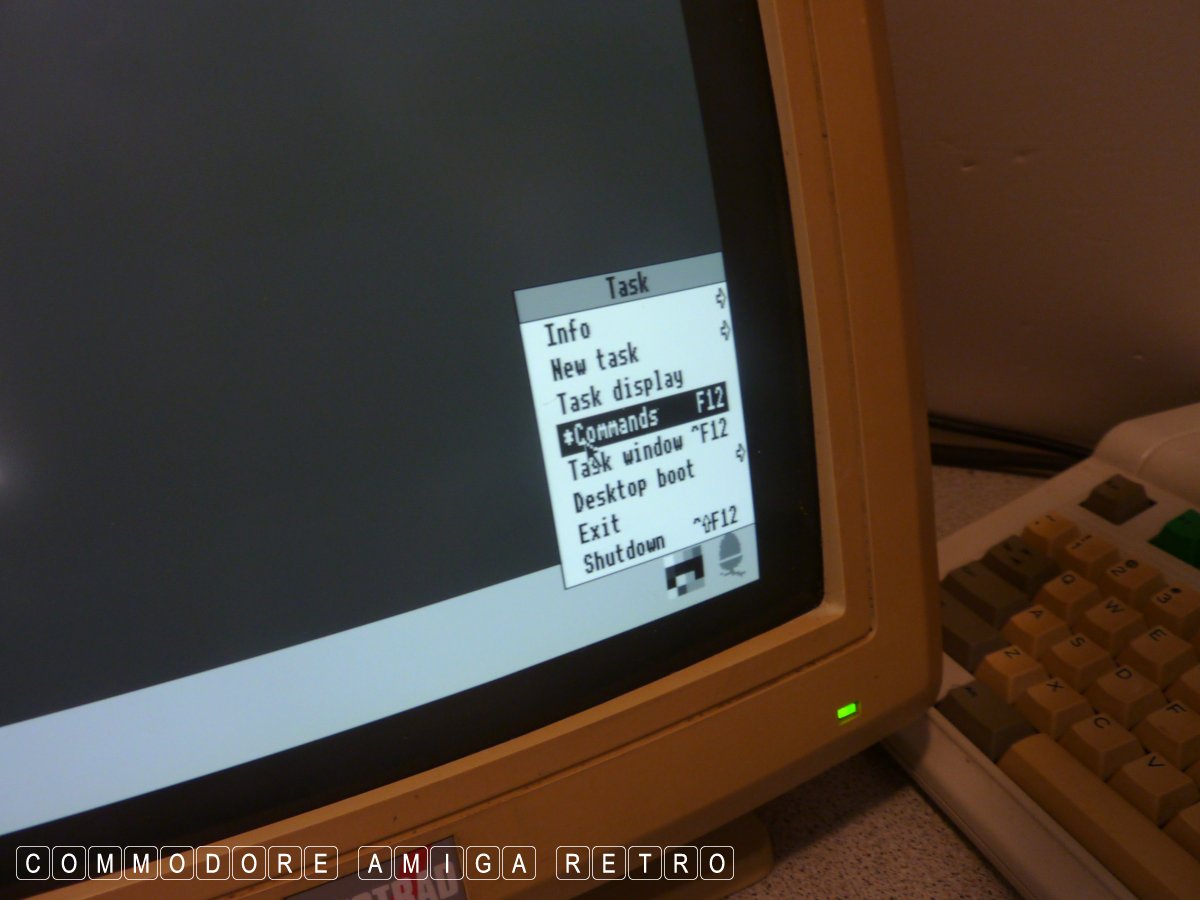 Task
Info
New task
Task display
*Commands F12
Task window ^F12
Desktop boot
Exit
Shutdown ^⇧F12
Q
W
E
A
S
D
F
Z
X
C
V
COMMODORE AMIGA RETRO